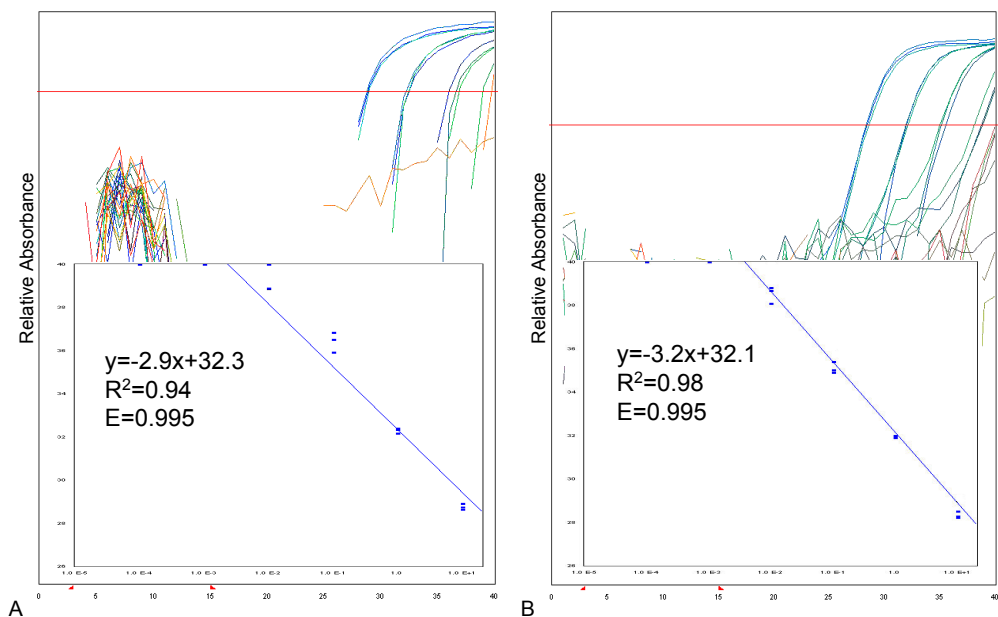 Relative Absorbance
40
38
36
34
32
30
28
26
y=-2.9x+32.3
R²=0.94
E=0.995
1.0 E-5 1.0 E-4 1.0 E-3 1.0 E-2 1.0 E-1 1.0 1.0 E+1
0 5 10 15 20 25 30 35 40
A
Relative Absorbance
40
38
36
34
32
30
28
26
y=-3.2x+32.1
R²=0.98
E=0.995
1.0 E-5 1.0 E-4 1.0 E-3 1.0 E-2 1.0 E-1 1.0 1.0 E+1
0 5 10 15 20 25 30 35 40
B